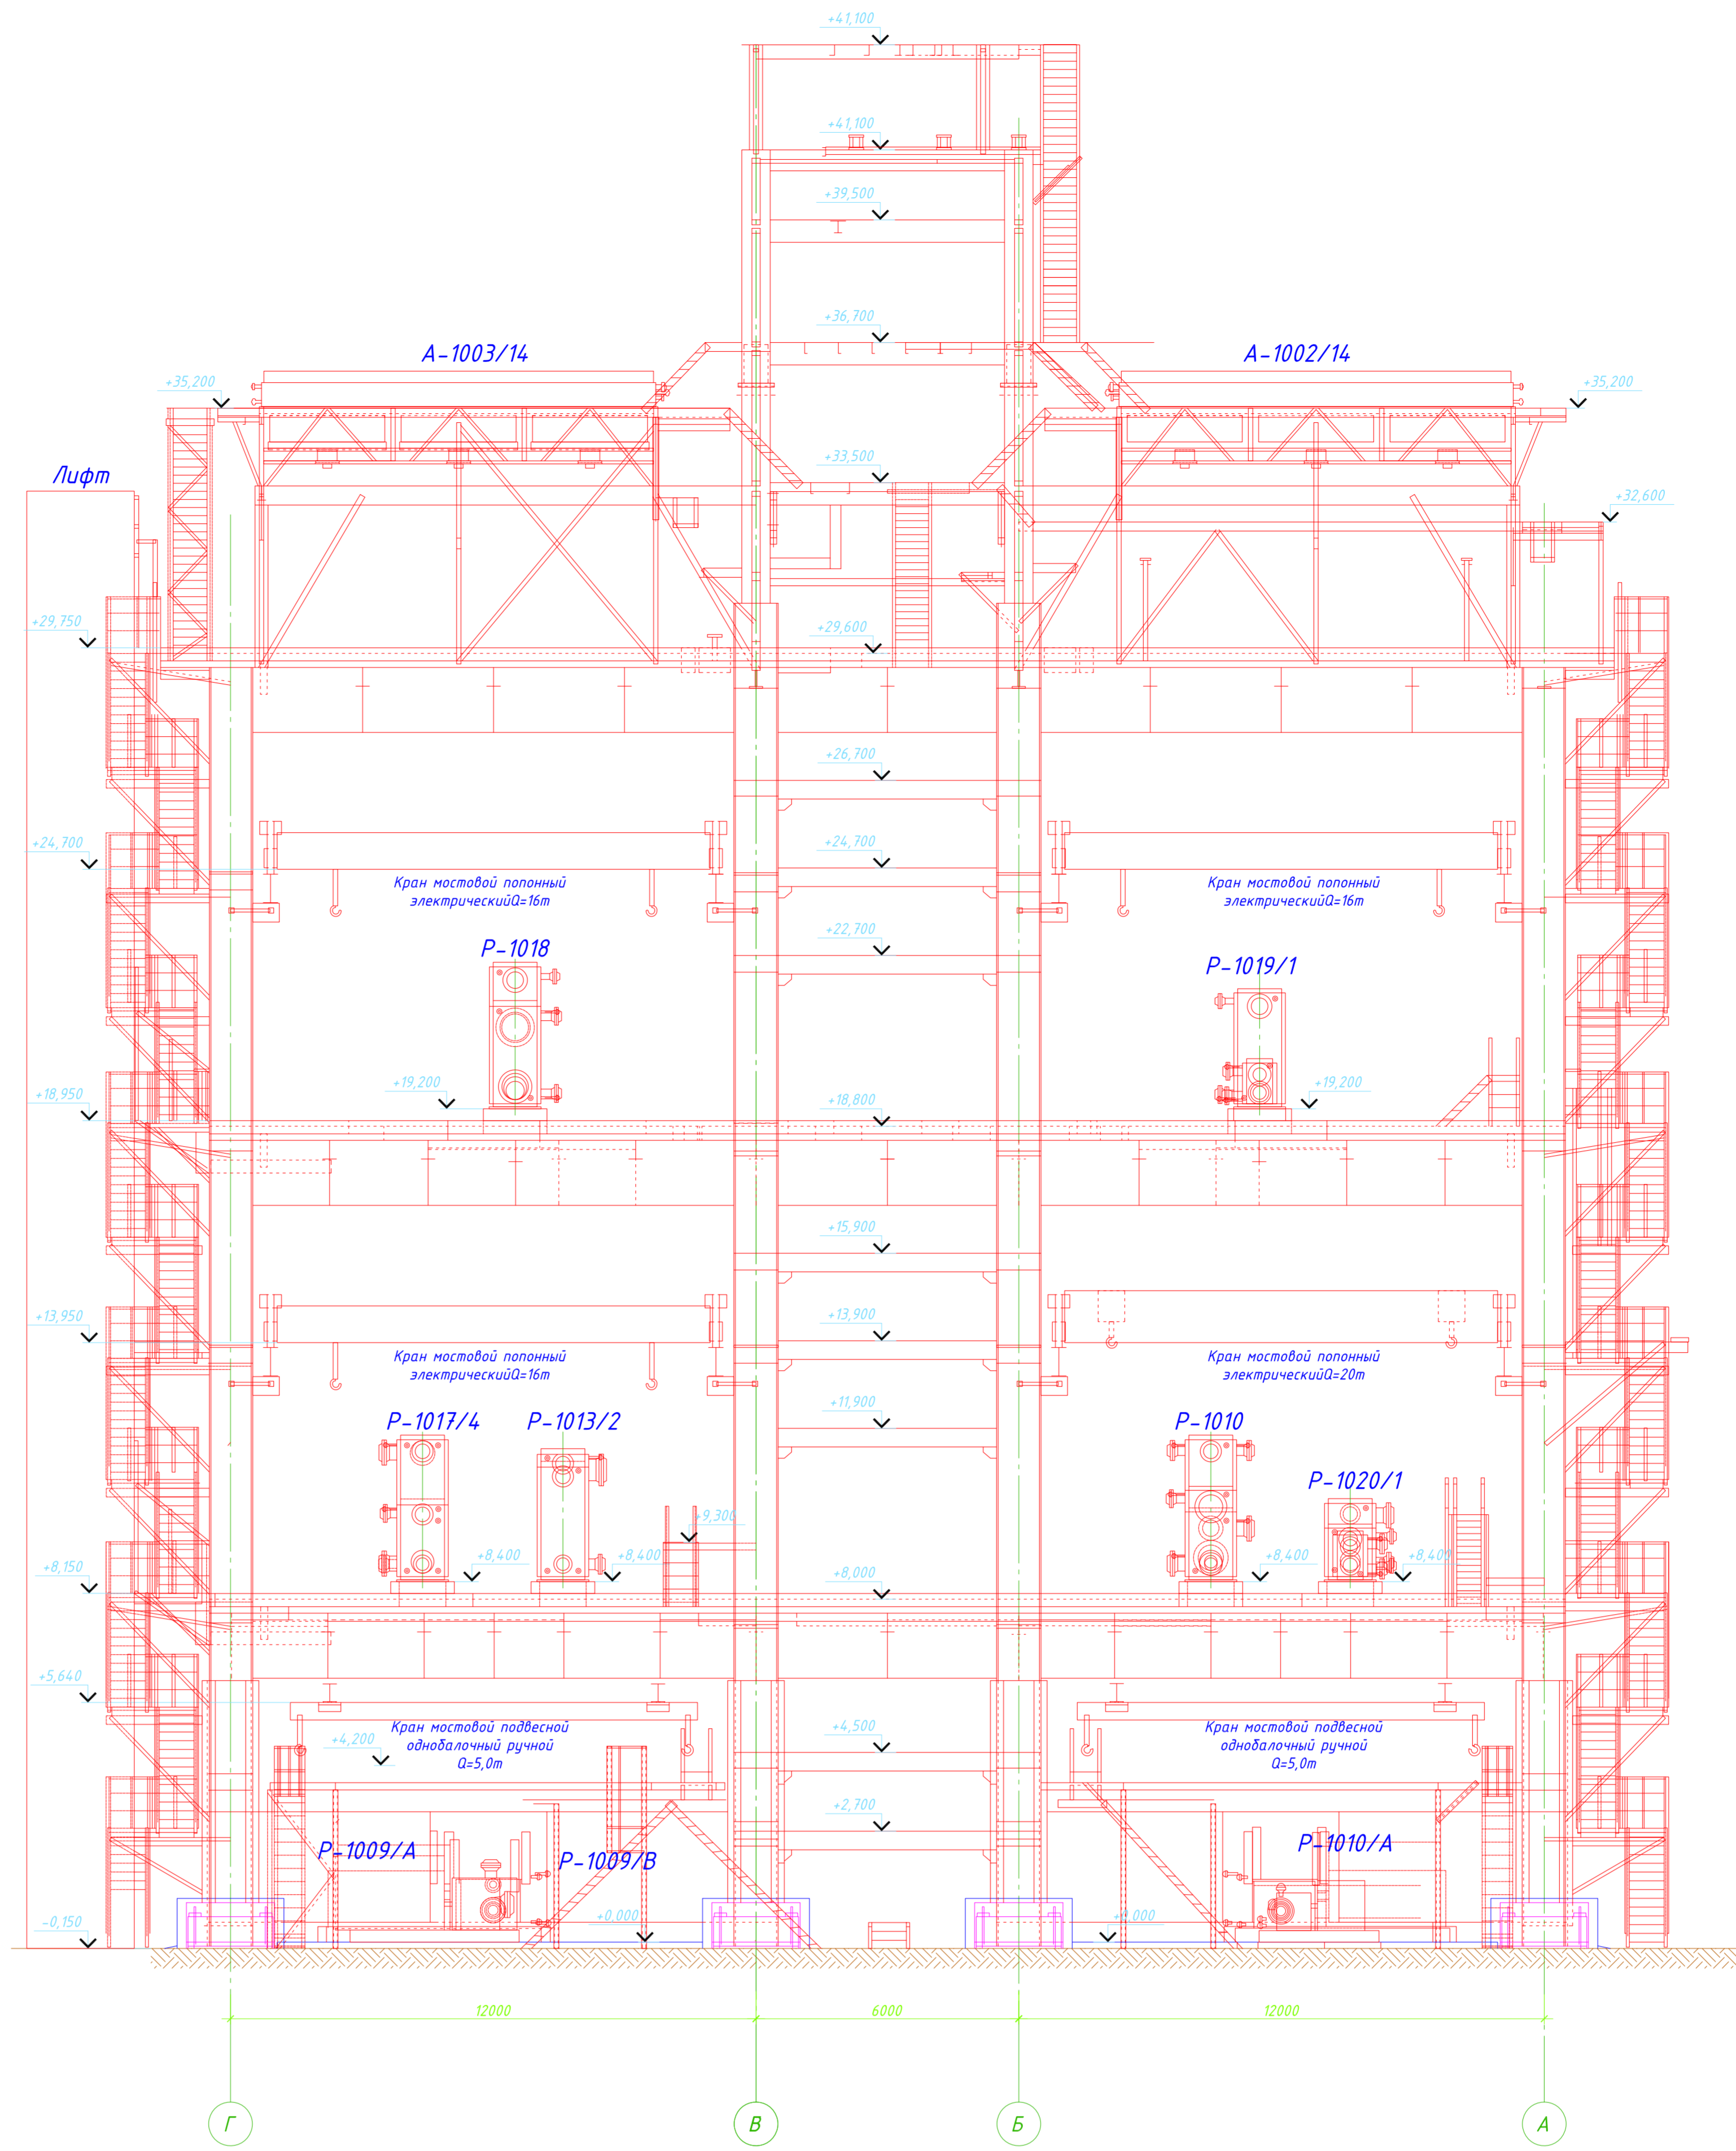 +41,100
+41,100
+39,500
+36,700
А-1003/14
А-1002/14
+35,200
+35,200
+33,500
Лифт
+32,600
+29,750
+29,600
+26,700
+24,700
+24,700
Кран мостовой попонный
электрическийQ=16т
Кран мостовой попонный
электрическийQ=16т
+22,700
Р-1018
Р-1019/1
+19,200
+19,200
+18,950
+18,800
+15,900
+13,950
+13,900
Кран мостовой попонный
электрическийQ=16т
Кран мостовой попонный
электрическийQ=20т
+11,900
Р-1017/4
Р-1013/2
Р-1010
Р-1020/1
+9,300
+8,400
+8,400
+8,400
+8,400
+8,150
+8,000
+5,640
Кран мостовой подвесной
однобалочный ручной
Q=5,0т
Кран мостовой подвесной
однобалочный ручной
Q=5,0т
+4,200
+4,500
+2,700
Р-1009/А
Р-1009/В
Р-1010/А
-0,150
+0,000
+0,000
12000
6000
12000
Г
В
Б
А